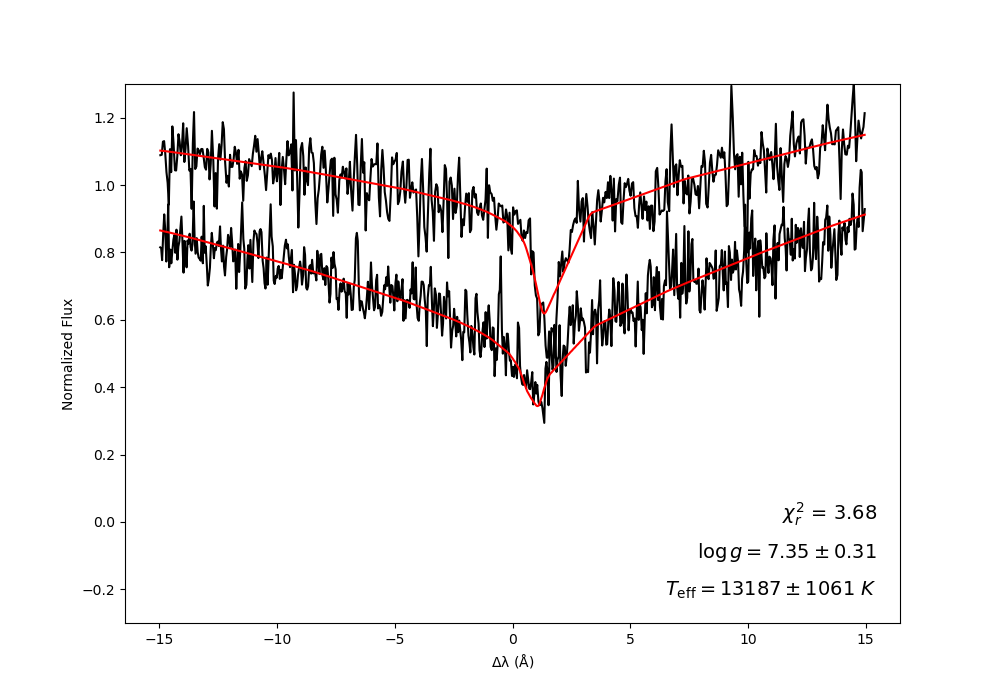 1.2
1.0
0.8
0.6
0.4
0.2
0.0
−0.2
Normalized Flux
χ²ᵣ = 3.68
log g = 7.35 ± 0.31
T_eff = 13187 ± 1061 K
−15 −10 −5 0 5 10 15
Δλ (Å)